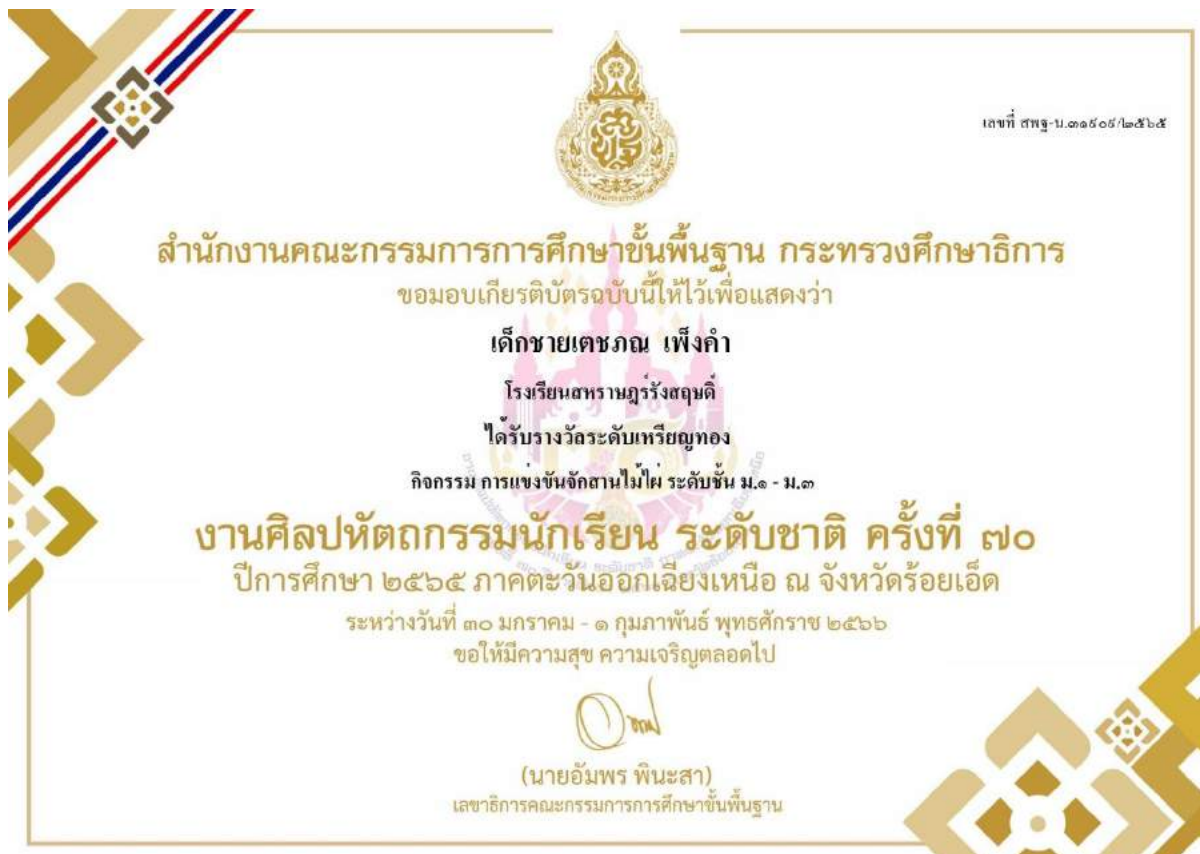 เลขที่ สพฐ-น.๓๑๙๐๙/๒๕๖๕
สำนักงานคณะกรรมการการศึกษาขั้นพื้นฐาน กระทรวงศึกษาธิการ
ขอมอบเกียรติบัตรฉบับนี้ให้ไว้เพื่อแสดงว่า
เด็กชายเตชภณ เพ็งคำ
โรงเรียนสหราษฎร์รังสฤษดิ์
ได้รับรางวัลระดับเหรียญทอง
กิจกรรม การแข่งขันจักสานไม้ไผ่ ระดับชั้น ม.๑ - ม.๓
งานศิลปหัตถกรรมนักเรียน ระดับชาติ ครั้งที่ ๗๐
ปีการศึกษา ๒๕๖๕ ภาคตะวันออกเฉียงเหนือ ณ จังหวัดร้อยเอ็ด
ระหว่างวันที่ ๓๐ มกราคม - ๑ กุมภาพันธ์ พุทธศักราช ๒๕๖๖
ขอให้มีความสุข ความเจริญตลอดไป
(นายอัมพร พินะสา)
เลขาธิการคณะกรรมการการศึกษาขั้นพื้นฐาน